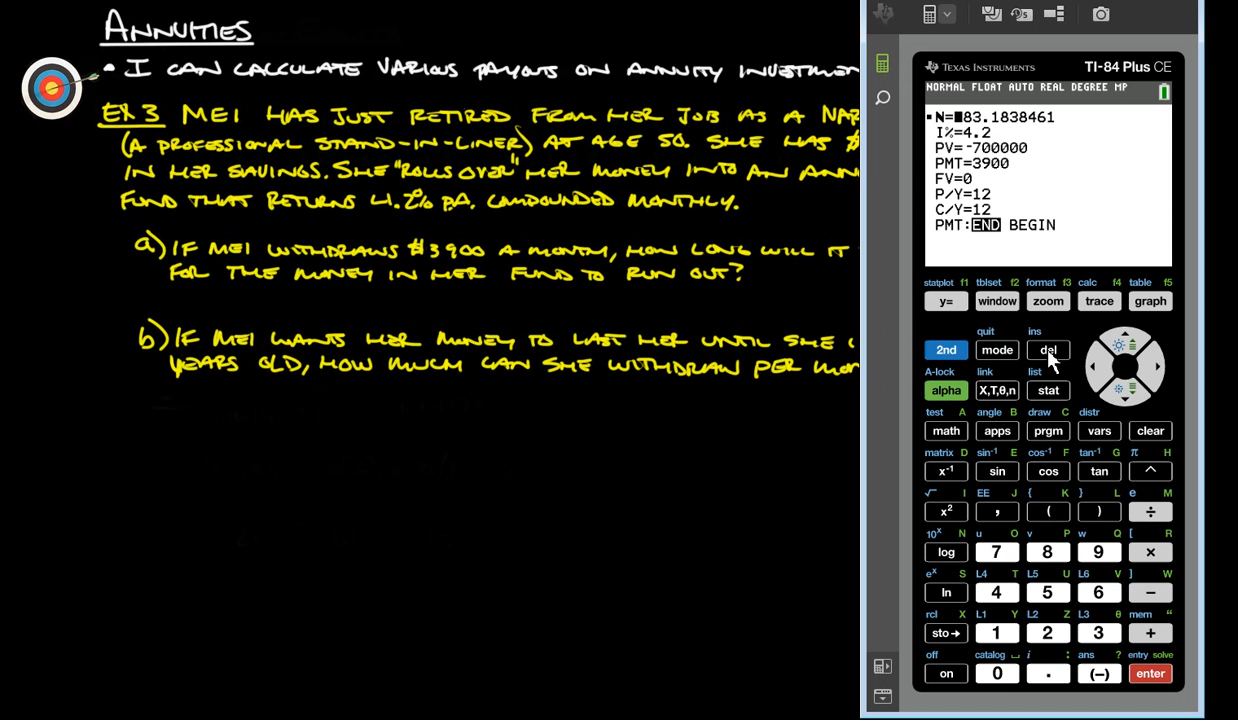 ANNUITIES
• I CAN CALCULATE VARIOUS PAYOUTS ON ANNUITY INVESTMEN
Ex 3 MEI HAS JUST RETIRED FROM HER JOB AS A NAR
(A PROFESSIONAL STAND-IN-LINER) AT AGE 50. SHE HAS $
IN HER SAVINGS. SHE "ROLLS OVER" HER MONEY INTO AN ANN
FUND THAT RETURNS 4.2% P.A. COMPOUNDED MONTHLY.
a) IF MEI WITHDRAWS $3900 A MONTH, HOW LONG WILL IT
FOR THE MONEY IN HER FUND TO RUN OUT?
b) IF MEI WANTS HER MONEY TO LAST HER UNTIL SHE
YEARS OLD, HOW MUCH CAN SHE WITHDRAW PER MON
TEXAS INSTRUMENTS TI-84 Plus CE
NORMAL FLOAT AUTO REAL DEGREE MP
N=83.1838461
I%=4.2
PV=-700000
PMT=3900
FV=0
P/Y=12
C/Y=12
PMT:END BEGIN
statplot f1 tblset f2 format f3 calc f4 table f5
y= window zoom trace graph
quit ins
2nd mode del
A-lock link list
alpha X,T,θ,n stat
test A angle B draw C distr
math apps prgm vars clear
matrix D sin⁻¹ E cos⁻¹ F tan⁻¹ G π H
x⁻¹ sin cos tan ^
√ I EE J { K } L e M
x² , ( ) ÷
10ˣ N u O v P w Q [ R
log 7 8 9 ×
eˣ S L4 T L5 U L6 V ] W
ln 4 5 6 −
rcl X L1 Y L2 Z L3 θ mem "
sto→ 1 2 3 +
off catalog ⎵ i : ans ? entry solve
on 0 . (−) enter